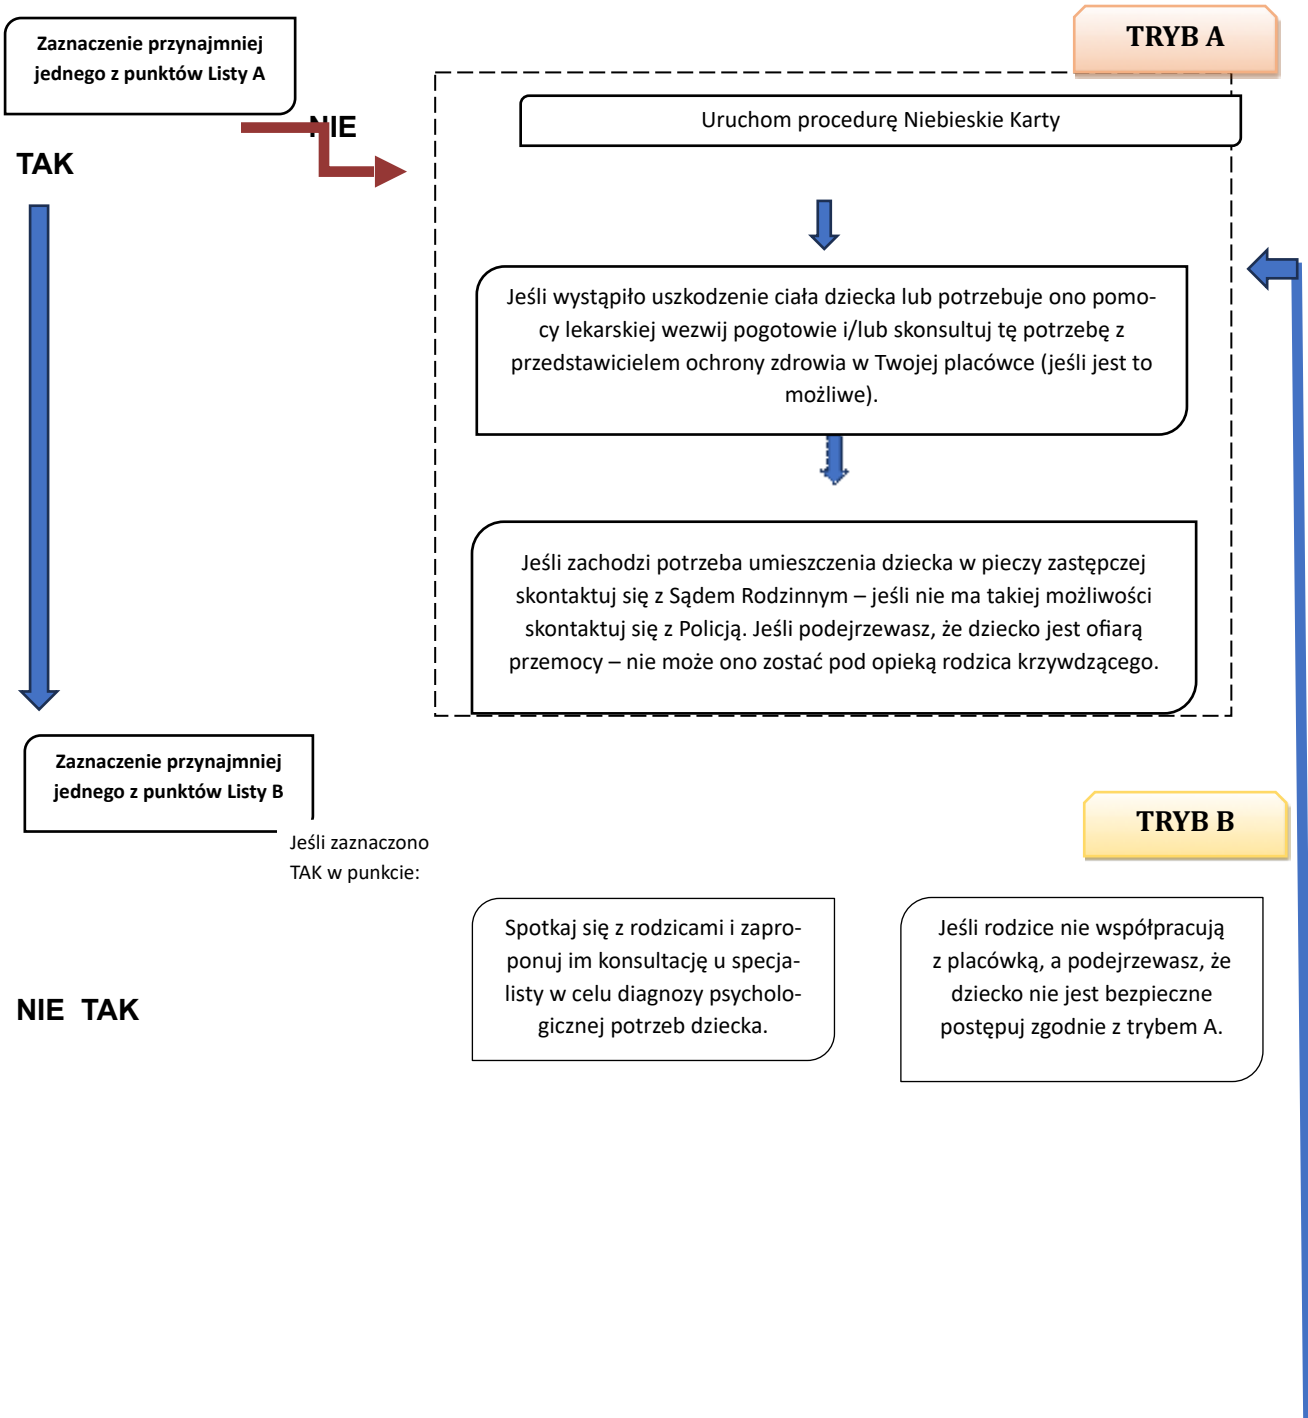 TRYB A
Zaznaczenie przynajmniej
jednego z punktów Listy A
NIE
TAK
Uruchom procedurę Niebieskie Karty
Jeśli wystąpiło uszkodzenie ciała dziecka lub potrzebuje ono pomo-
cy lekarskiej wezwij pogotowie i/lub skonsultuj tę potrzebę z
przedstawicielem ochrony zdrowia w Twojej placówce (jeśli jest to
możliwe).
Jeśli zachodzi potrzeba umieszczenia dziecka w pieczy zastępczej
skontaktuj się z Sądem Rodzinnym – jeśli nie ma takiej możliwości
skontaktuj się z Policją. Jeśli podejrzewasz, że dziecko jest ofiarą
przemocy – nie może ono zostać pod opieką rodzica krzywdzącego.
Zaznaczenie przynajmniej
jednego z punktów Listy B
Jeśli zaznaczono
TAK w punkcie:
TRYB B
Spotkaj się z rodzicami i zapro-
ponuj im konsultację u specja-
listy w celu diagnozy psycholo-
gicznej potrzeb dziecka.
Jeśli rodzice nie współpracują
z placówką, a podejrzewasz, że
dziecko nie jest bezpieczne
postępuj zgodnie z trybem A.
NIE TAK